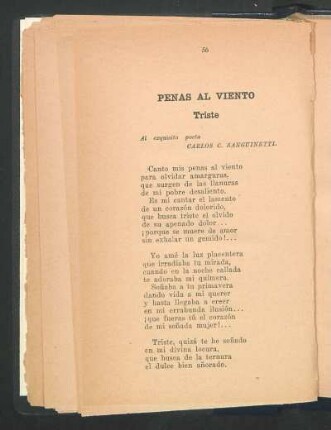 56
PENAS AL VIENTO
Triste
Al exquisito poeta
CARLOS C. SANGUINETTI.
Canta mis penas al viento
para olvidar amarguras,
que surgen de las llanuras
de mi pobre desaliento.
Es mi cantar el lamento
de un corazón dolorido,
que busca triste el olvido
de su apenado dolor...
¡porque se muere de amor
sin exhalar un gemido!...
Yo amé la luz placentera
que irradiaba tu mirada,
cuando en la noche callada
te adoraba mi quimera.
Soñaba a tu primavera
dando vida a mi querer
y hasta llegaba a creer
en mi errabunda ilusión...
¡que fueras tú el corazón
de mi soñada mujer!...
Triste, quizá te he soñado
en mi divina locura,
que busca de la ternura
el dulce bien añorado.